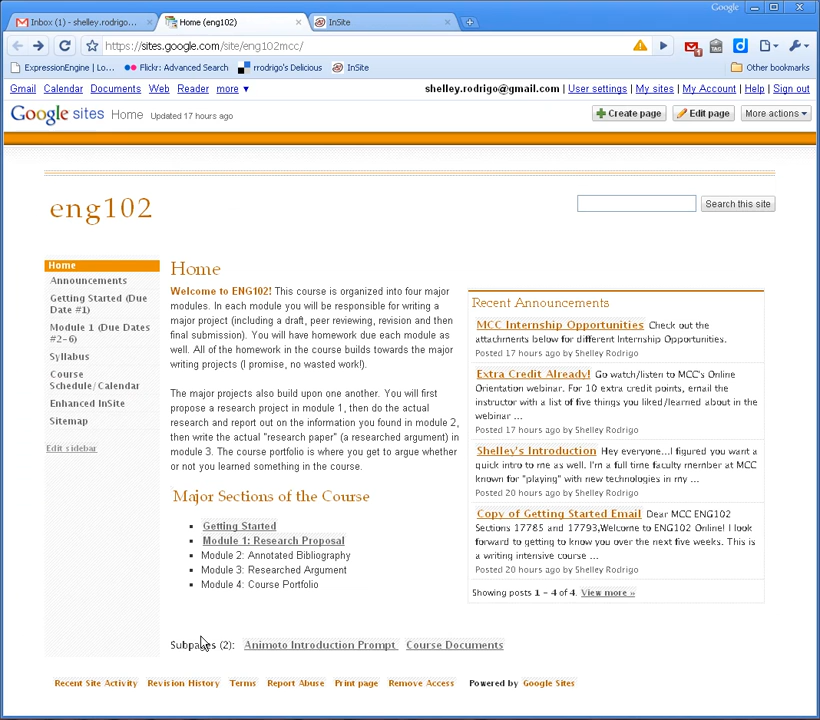 Google
Inbox (1) - shelley.rodrigo...
Home (eng102)
InSite
https://sites.google.com/site/eng102mcc/
ExpressionEngine | Lo...
Flickr: Advanced Search
rrodrigo's Delicious
InSite
Other bookmarks
Gmail Calendar Documents Web Reader more ▼
shelley.rodrigo@gmail.com | User settings | My sites | My Account | Help | Sign out
Google sites Home Updated 17 hours ago
Create page
Edit page
More actions
eng102
Search this site
Home
Announcements
Getting Started (Due
Date #1)
Module 1 (Due Dates
#2-6)
Syllabus
Course
Schedule/Calendar
Enhanced InSite
Sitemap
Edit sidebar
Home
Welcome to ENG102! This course is organized into four major
modules. In each module you will be responsible for writing a
major project (including a draft, peer reviewing, revision and then
final submission). You will have homework due each module as
well. All of the homework in the course builds towards the major
writing projects (I promise, no wasted work!).
The major projects also build upon one another. You will first
propose a research project in module 1, then do the actual
research and report out on the information you found in module 2,
then write the actual "research paper" (a researched argument) in
module 3. The course portfolio is where you get to argue whether
or not you learned something in the course.
Major Sections of the Course
Getting Started
Module 1: Research Proposal
Module 2: Annotated Bibliography
Module 3: Researched Argument
Module 4: Course Portfolio
Recent Announcements
MCC Internship Opportunities Check out the
attachments below for different Internship Opportunities.
Posted 17 hours ago by Shelley Rodrigo
Extra Credit Already! Go watch/listen to MCC's Online
Orientation webinar. For 10 extra credit points, email the
instructor with a list of five things you liked/learned about in the
webinar ...
Posted 17 hours ago by Shelley Rodrigo
Shelley's Introduction Hey everyone...I figured you want a
quick intro to me as well. I'm a full time faculty member at MCC
known for "playing" with new technologies in my ...
Posted 20 hours ago by Shelley Rodrigo
Copy of Getting Started Email Dear MCC ENG102
Sections 17785 and 17793,Welcome to ENG102 Online! I look
forward to getting to know you over the next five weeks. This is
a writing intensive course ...
Posted 20 hours ago by Shelley Rodrigo
Showing posts 1 - 4 of 4. View more »
Subpages (2): Animoto Introduction Prompt Course Documents
Recent Site Activity Revision History Terms Report Abuse Print page Remove Access Powered by Google Sites